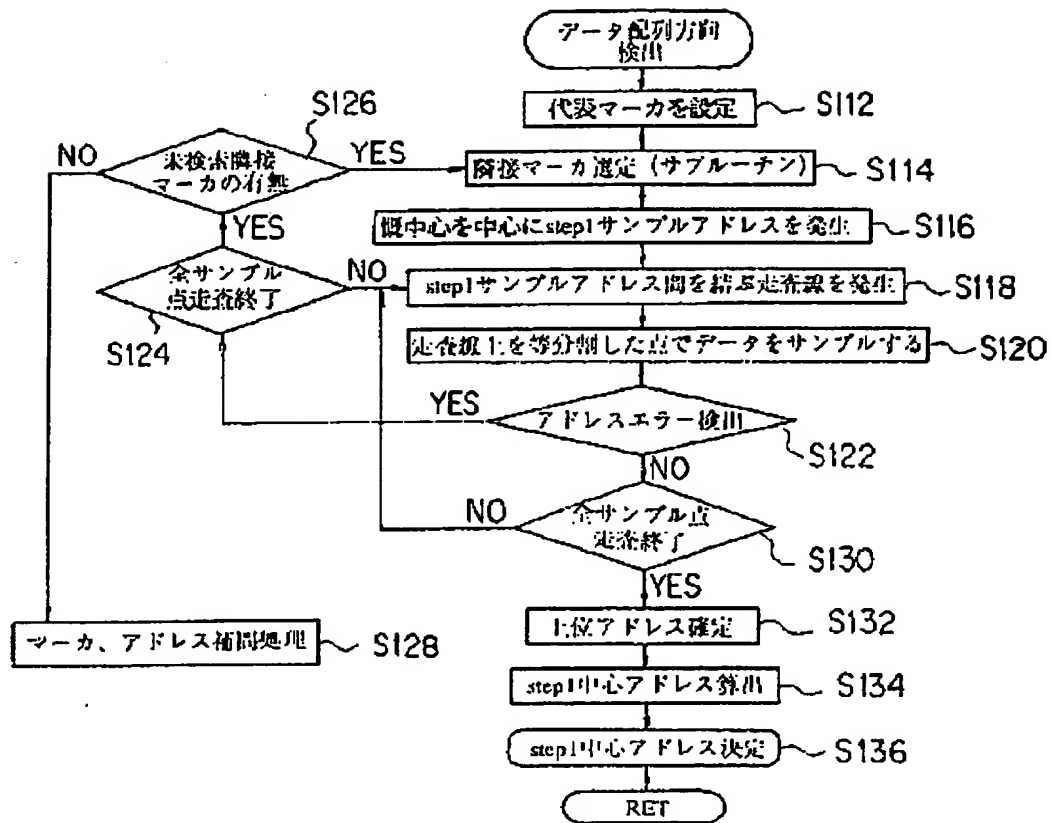 データ配列方向
検出
代表マーカを設定
S112
S126
NO
未検索隣接
マーカの有無
YES
隣接マーカ選定（サブルーチン）
S114
YES
概中心を中心にstep1サンプルアドレスを発生
S116
全サンプル
点走査終了
NO
step1サンプルアドレス間を結ぶ走査線を発生
S118
S124
走査線上を等分割した点でデータをサンプルする
S120
YES
アドレスエラー検出
S122
NO
NO
全サンプル点
走査終了
S130
YES
マーカ、アドレス補間処理
S128
上位アドレス確定
S132
step1中心アドレス算出
S134
step1中心アドレス決定
S136
RET